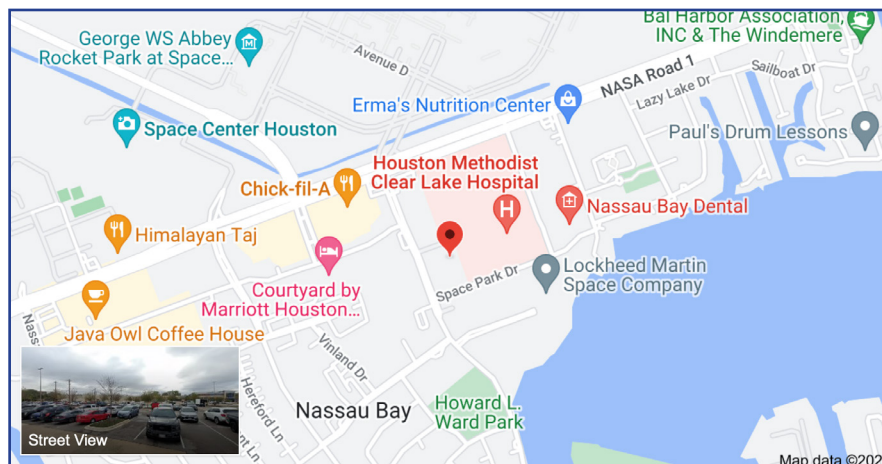 Bal Harbor Association,
INC & The Windemere
George WS Abbey
Rocket Park at Space...
Avenue D
NASA Road 1
Sailboat Dr
Lazy Lake Dr
Erma's Nutrition Center
Space Center Houston
Paul's Drum Lessons
Houston Methodist
Clear Lake Hospital
Chick-fil-A
H
Nassau Bay Dental
Himalayan Taj
Courtyard by
Marriott Houston...
Space Park Dr
Lockheed Martin
Space Company
Java Owl Coffee House
Nass
Vinland Dr
Hereford Ln
nt Ln
Nassau Bay
Howard L.
Ward Park
Street View
Map data ©202